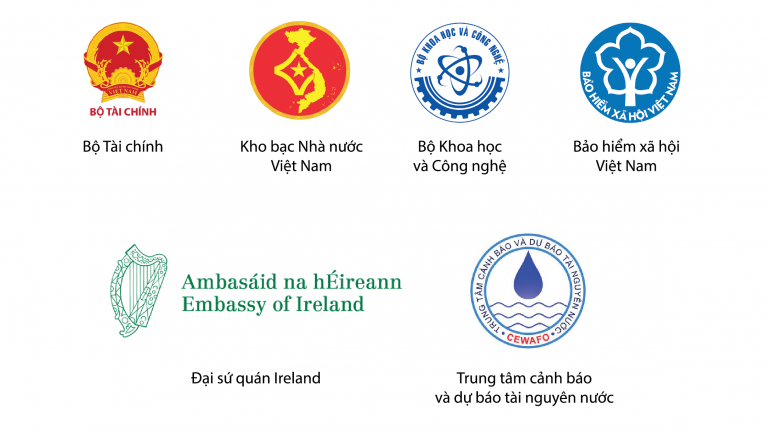 VIỆT NAM
BỘ TÀI CHÍNH
BỘ KHOA HỌC VÀ CÔNG NGHỆ
BẢO HIỂM XÃ HỘI VIỆT NAM
Bộ Tài chính
Kho bạc Nhà nước
Việt Nam
Bộ Khoa học
và Công nghệ
Bảo hiểm xã hội
Việt Nam
Ambasáid na hÉireann
Embassy of Ireland
TRUNG TÂM CẢNH BÁO VÀ DỰ BÁO TÀI NGUYÊN NƯỚC
CEWAFO
Đại sứ quán Ireland
Trung tâm cảnh báo
và dự báo tài nguyên nước